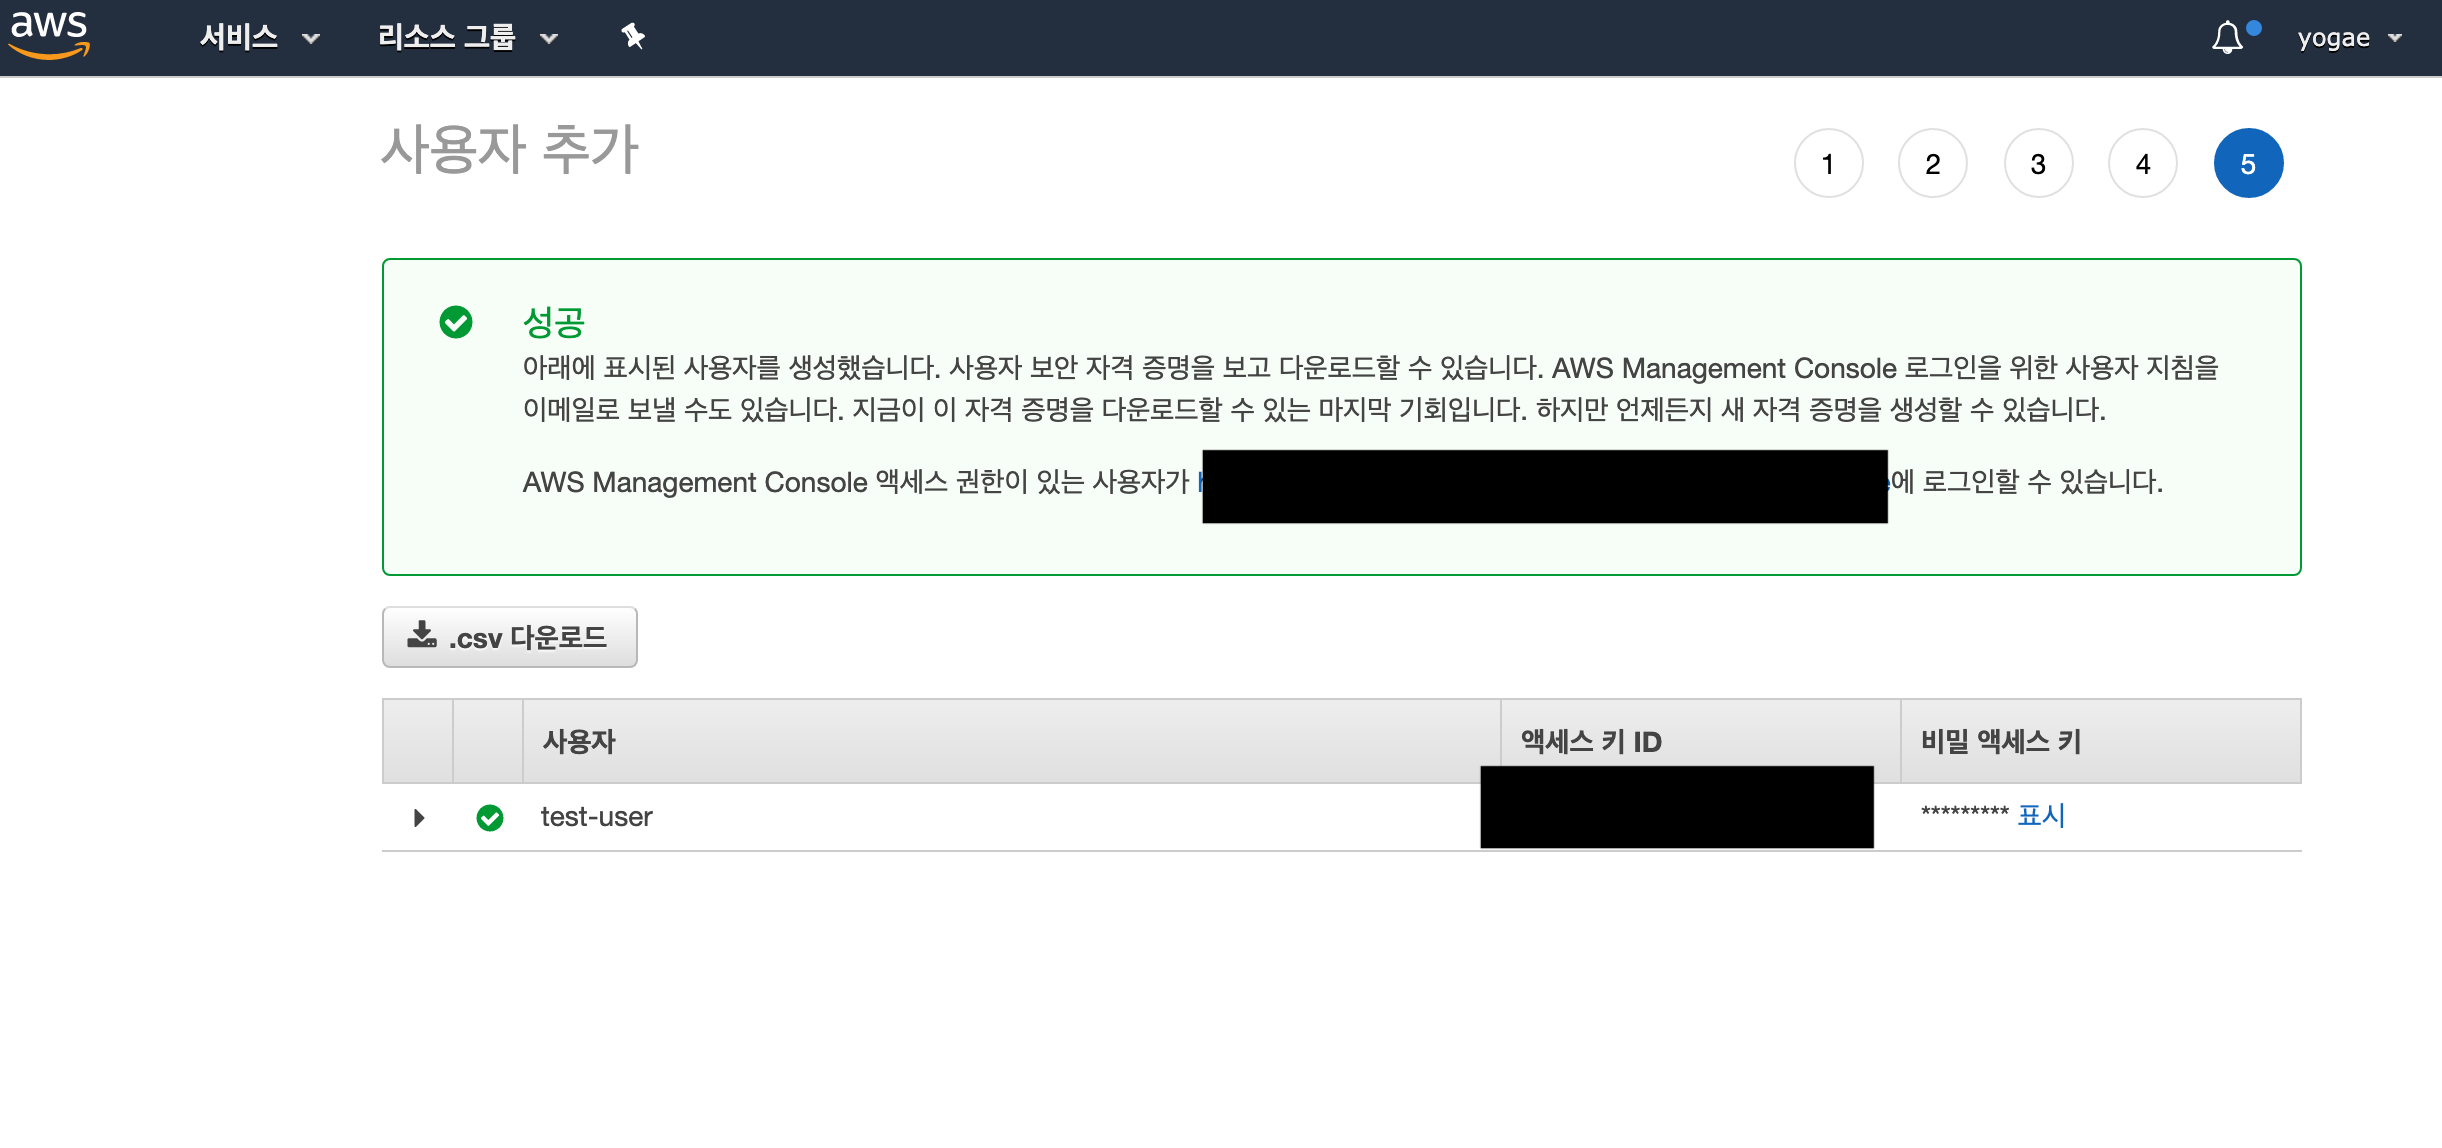 aws 서비스 리소스 그룹 yogae
사용자 추가 1 2 3 4 5
성공
아래에 표시된 사용자를 생성했습니다. 사용자 보안 자격 증명을 보고 다운로드할 수 있습니다. AWS Management Console 로그인을 위한 사용자 지침을
이메일로 보낼 수도 있습니다. 지금이 이 자격 증명을 다운로드할 수 있는 마지막 기회입니다. 하지만 언제든지 새 자격 증명을 생성할 수 있습니다.
AWS Management Console 액세스 권한이 있는 사용자가 에 로그인할 수 있습니다.
.csv 다운로드
사용자 액세스 키 ID 비밀 액세스 키
test-user ********* 표시